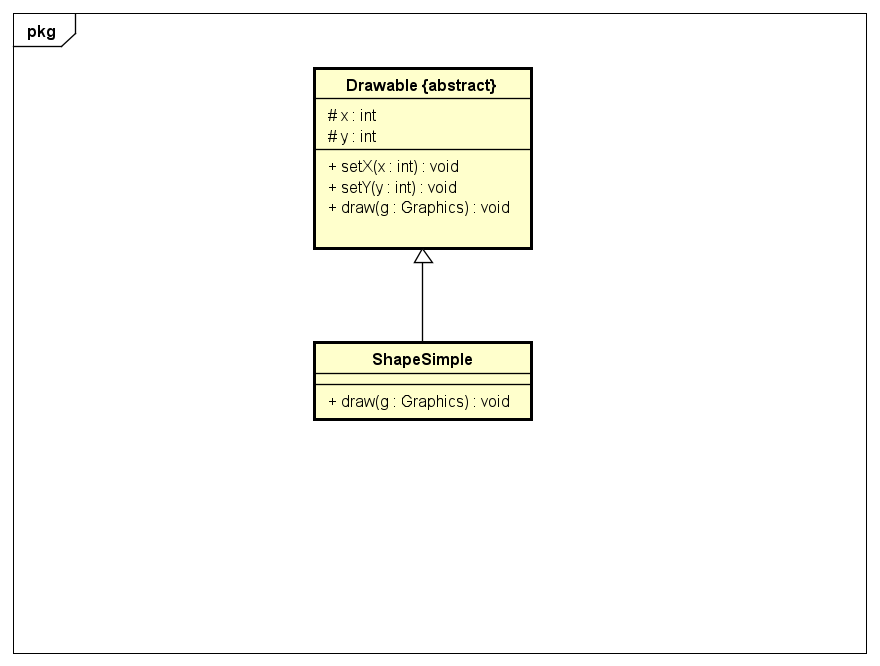 pkg
Drawable {abstract}
# x : int
# y : int
+ setX(x : int) : void
+ setY(y : int) : void
+ draw(g : Graphics) : void
ShapeSimple
+ draw(g : Graphics) : void